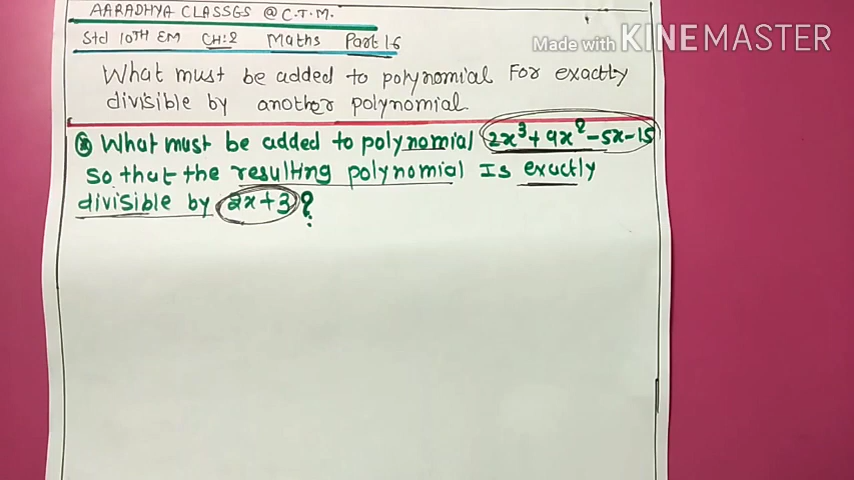 AARADHYA CLASSGS @ C.T.M.
Made with KINEMASTER
Std 10TH EM CH:2 Maths Part 16
What must be added to polynomial For exactly
divisible by another polynomial
⊛ What must be added to polynomial 2x³+9x²-5x-15
so that the resulting polynomial Is exactly
divisible by 2x+3?